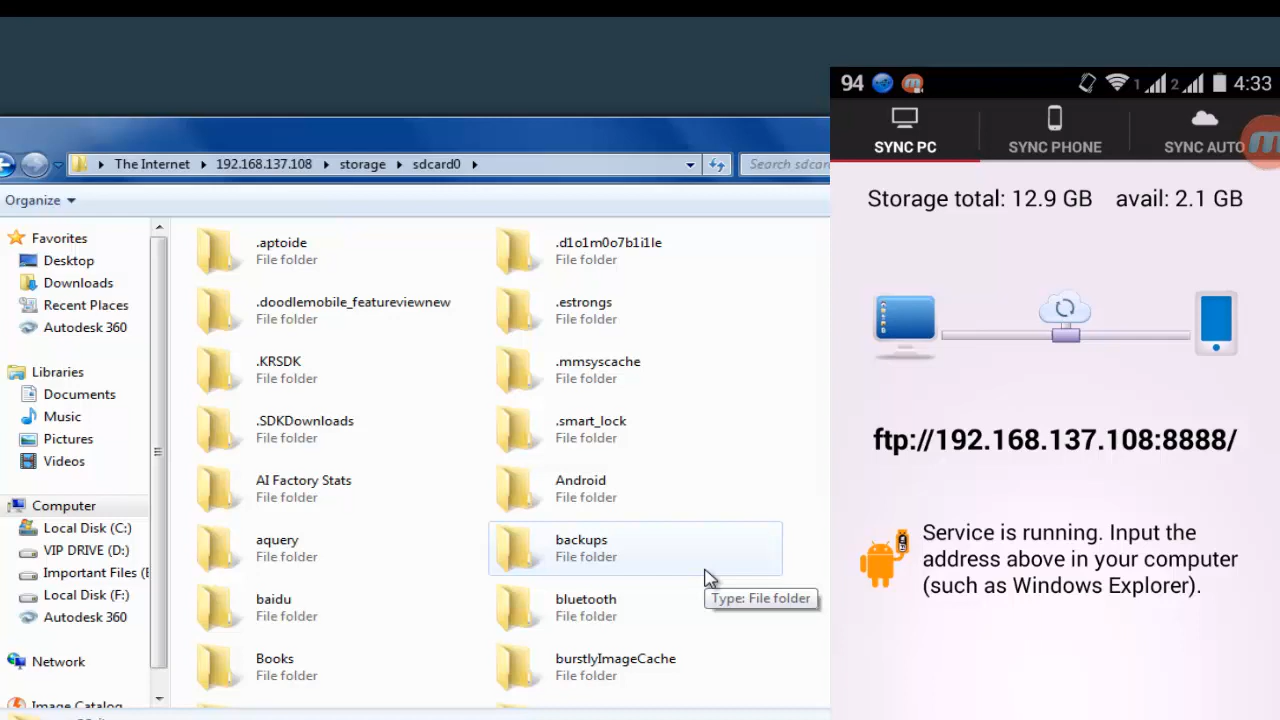 The Internet 192.168.137.108 storage sdcard0
Search sdcar
Organize
Favorites
Desktop
Downloads
Recent Places
Autodesk 360
Libraries
Documents
Music
Pictures
Videos
Computer
Local Disk (C:)
VIP DRIVE (D:)
Important Files (E
Local Disk (F:)
Autodesk 360
Network
Image Catalog
.aptoide
File folder
.d1o1m0o7b1i1le
File folder
.doodlemobile_featureviewnew
File folder
.estrongs
File folder
.KRSDK
File folder
.mmsyscache
File folder
.SDKDownloads
File folder
.smart_lock
File folder
AI Factory Stats
File folder
Android
File folder
aquery
File folder
backups
File folder
Type: File folder
baidu
File folder
bluetooth
File folder
Books
File folder
burstlyImageCache
File folder
94 1 2 4:33
SYNC PC SYNC PHONE SYNC AUTO
Storage total: 12.9 GB avail: 2.1 GB
ftp://192.168.137.108:8888/
Service is running. Input the
address above in your computer
(such as Windows Explorer).